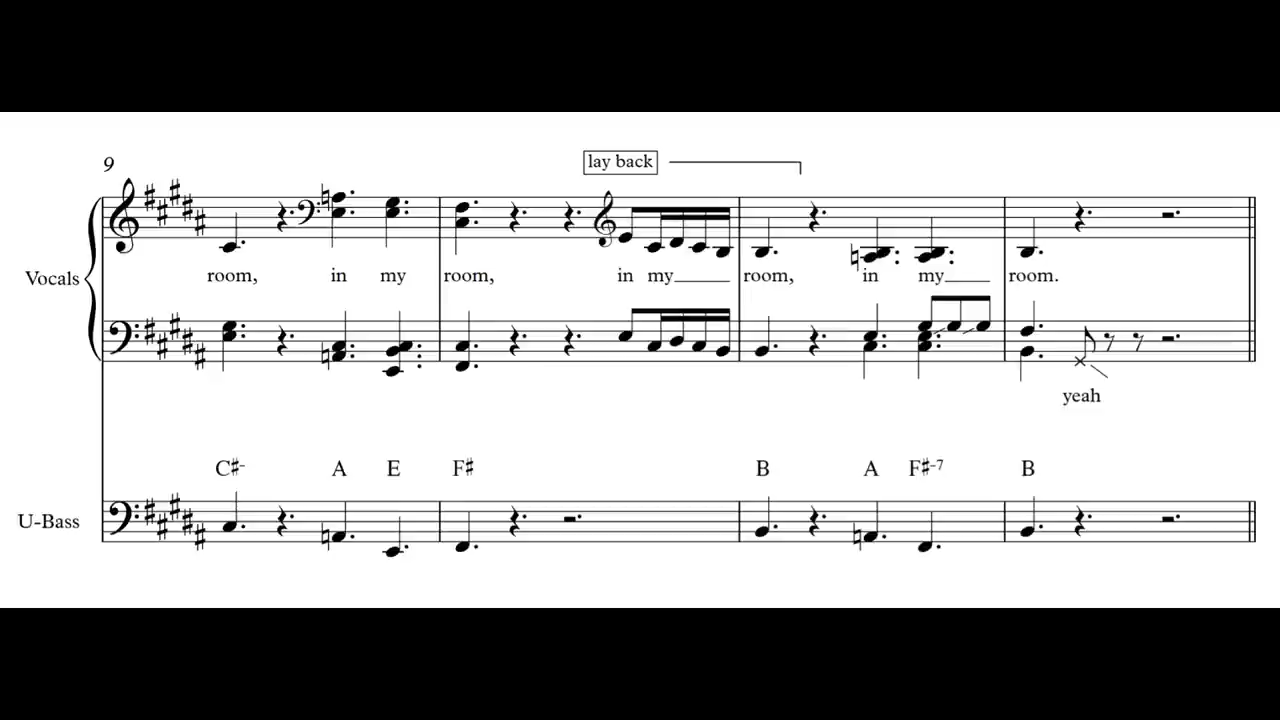 9
lay back
Vocals
room, in my room, in my room, in my room.
yeah
C♯- A E F♯ B A F♯-7 B
U-Bass